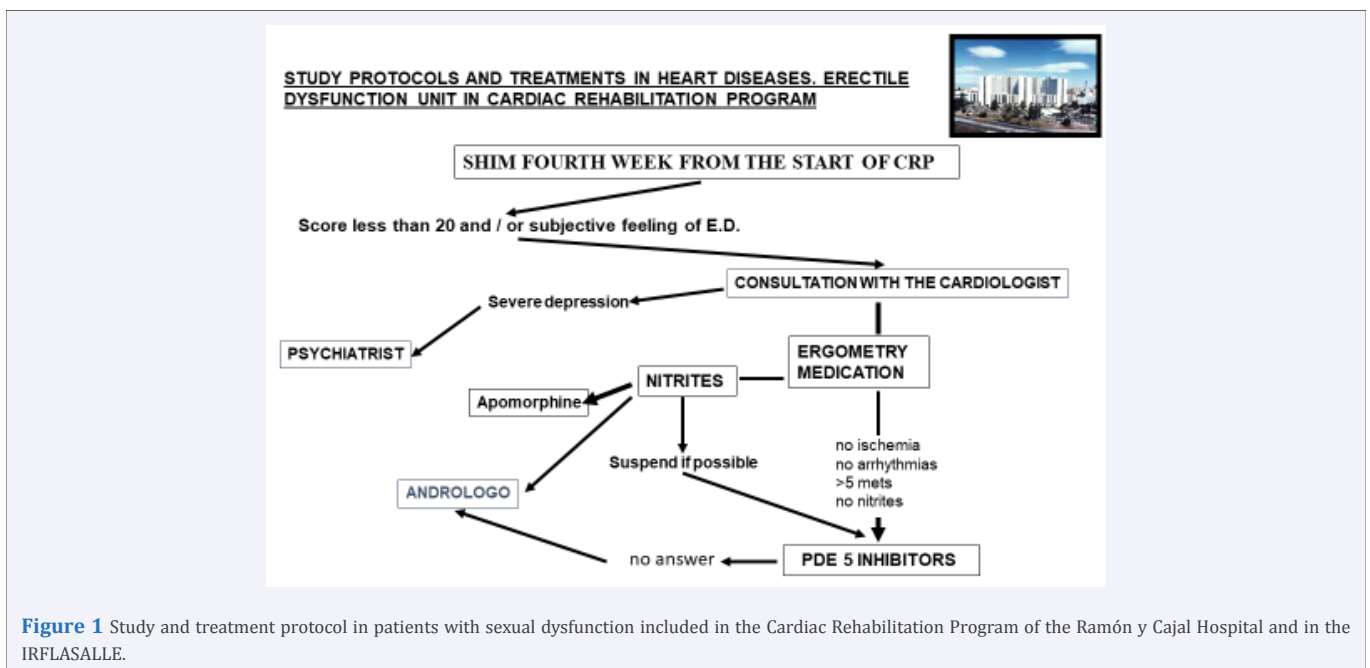 STUDY PROTOCOLS AND TREATMENTS IN HEART DISEASES. ERECTILE
DYSFUNCTION UNIT IN CARDIAC REHABILITATION PROGRAM
SHIM FOURTH WEEK FROM THE START OF CRP
Score less than 20 and / or subjective feeling of E.D.
CONSULTATION WITH THE CARDIOLOGIST
Severe depression
PSYCHIATRIST
ERGOMETRY
MEDICATION
NITRITES
Apomorphine
Suspend if possible
no ischemia
no arrhythmias
>5 mets
no nitrites
ANDROLOGO
no answer
PDE 5 INHIBITORS
Figure 1 Study and treatment protocol in patients with sexual dysfunction included in the Cardiac Rehabilitation Program of the Ramón y Cajal Hospital and in the
IRFLASALLE.